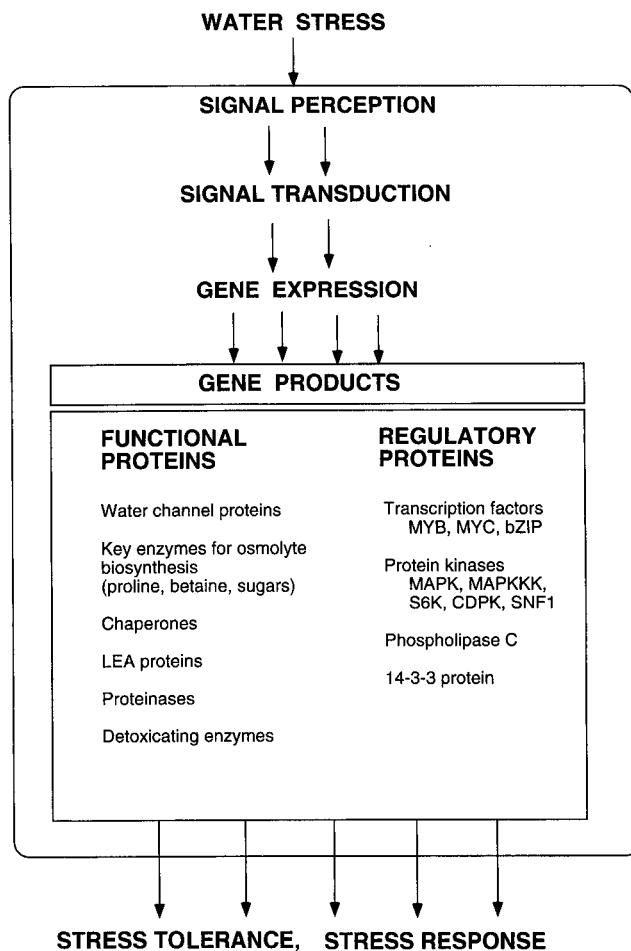 WATER STRESS
SIGNAL PERCEPTION
SIGNAL TRANSDUCTION
GENE EXPRESSION
GENE PRODUCTS
FUNCTIONAL
PROTEINS
Water channel proteins
Key enzymes for osmolyte
biosynthesis
(proline, betaine, sugars)
Chaperones
LEA proteins
Proteinases
Detoxicating enzymes
REGULATORY
PROTEINS
Transcription factors
MYB, MYC, bZIP
Protein kinases
MAPK, MAPKKK,
S6K, CDPK, SNF1
Phospholipase C
14-3-3 protein
STRESS TOLERANCE, STRESS RESPONSE